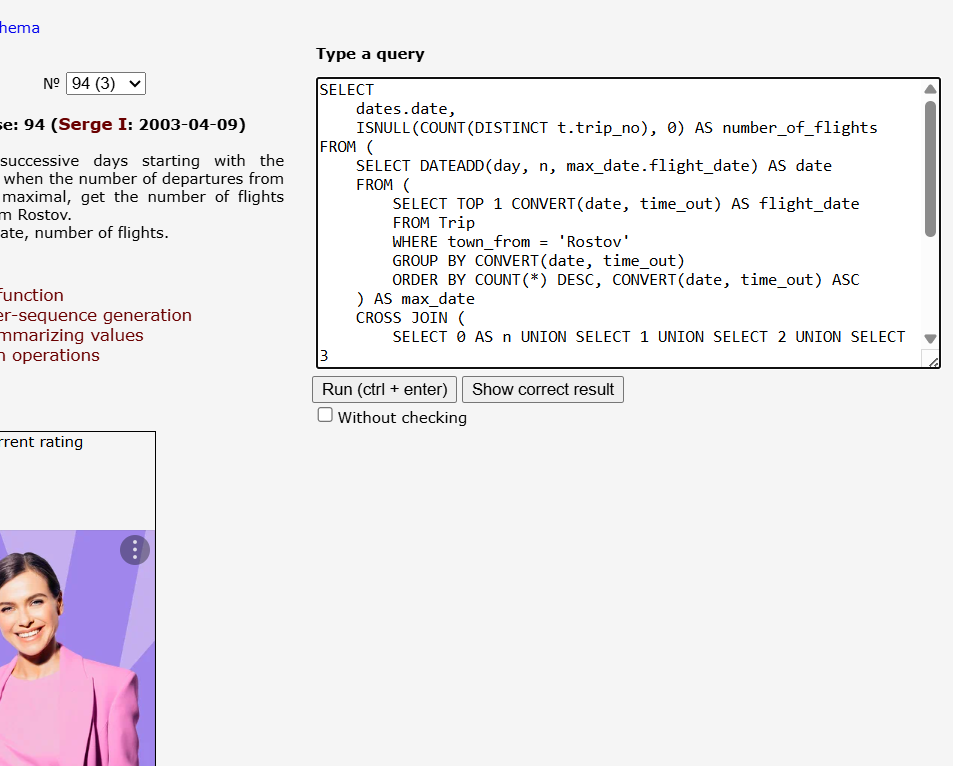 hema
Type a query
№ 94 (3)
se: 94 (Serge I: 2003-04-09)
successive days starting with the
when the number of departures from
maximal, get the number of flights
m Rostov.
ate, number of flights.
function
er-sequence generation
mmarizing values
n operations
SELECT
dates.date,
ISNULL(COUNT(DISTINCT t.trip_no), 0) AS number_of_flights
FROM (
SELECT DATEADD(day, n, max_date.flight_date) AS date
FROM (
SELECT TOP 1 CONVERT(date, time_out) AS flight_date
FROM Trip
WHERE town_from = 'Rostov'
GROUP BY CONVERT(date, time_out)
ORDER BY COUNT(*) DESC, CONVERT(date, time_out) ASC
) AS max_date
CROSS JOIN (
SELECT 0 AS n UNION SELECT 1 UNION SELECT 2 UNION SELECT
3
Run (ctrl + enter) Show correct result
Without checking
rrent rating